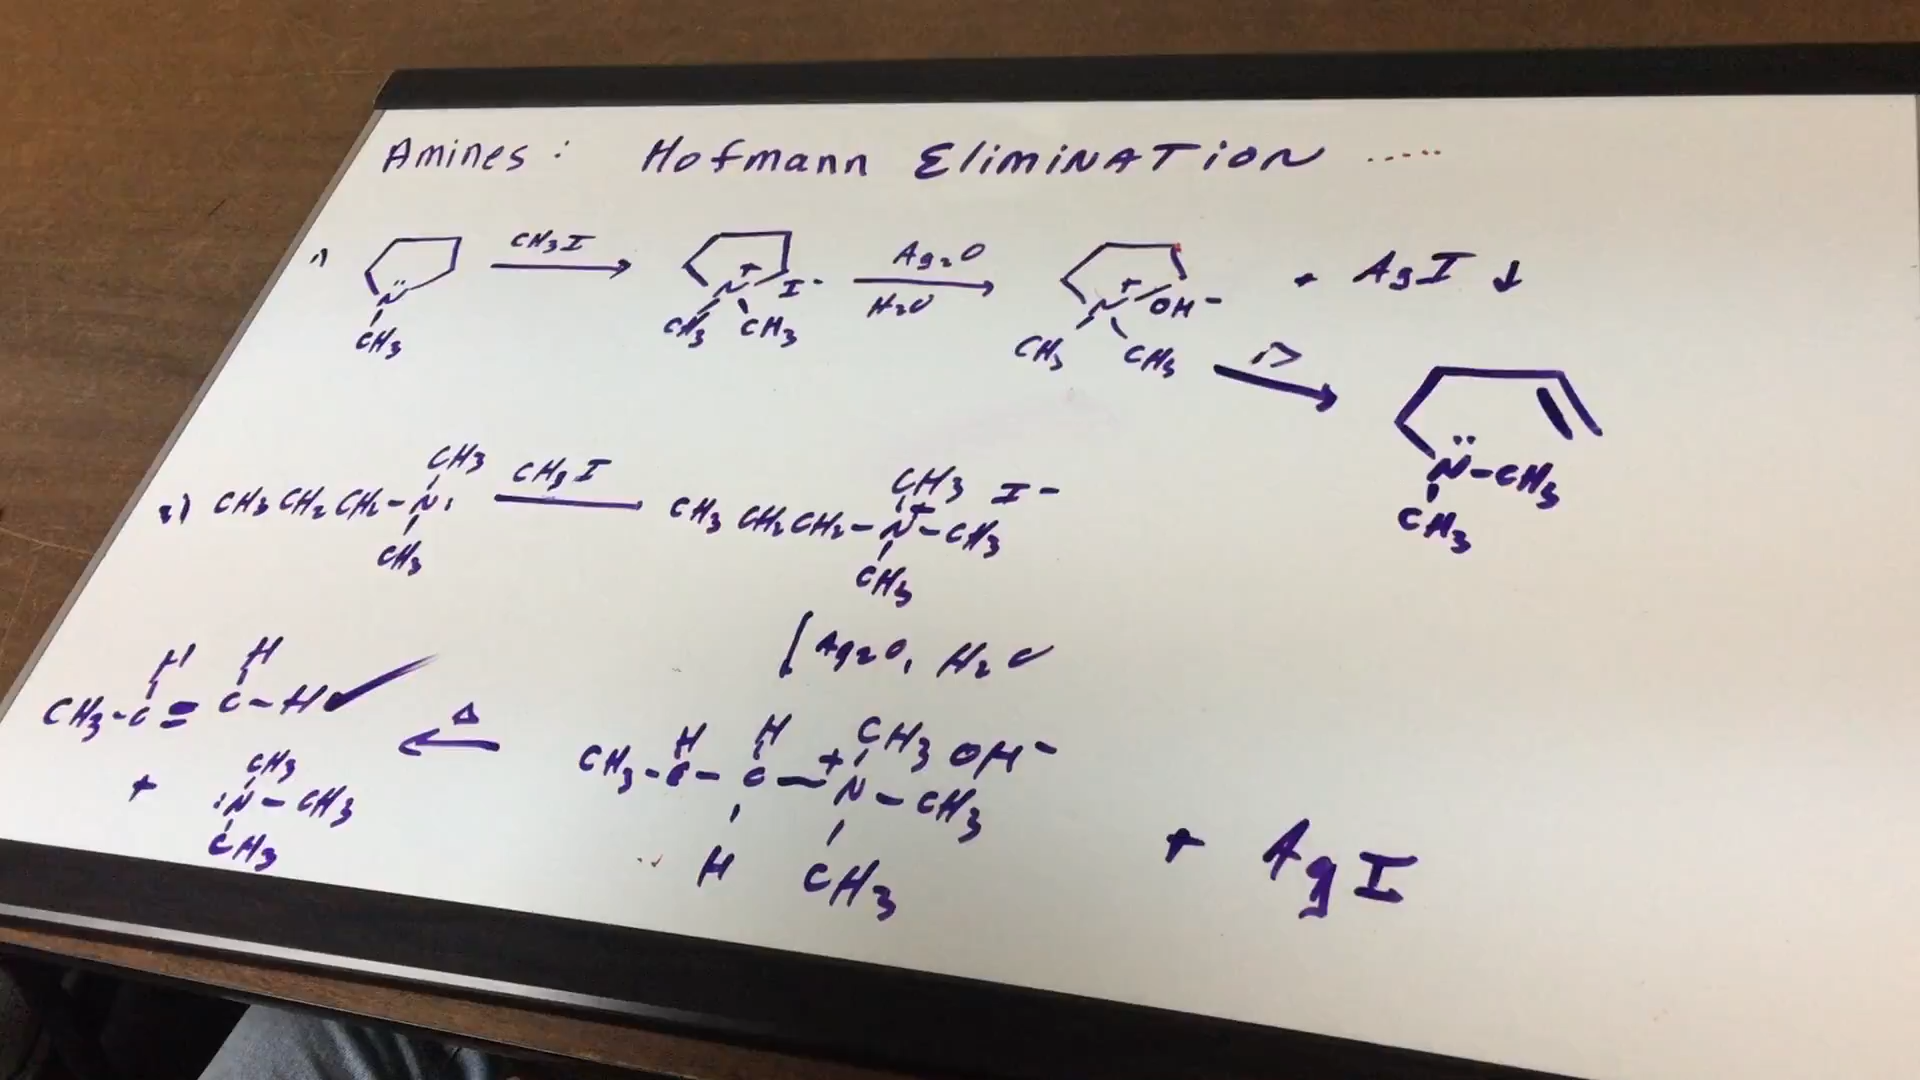 Amines: Hofmann Elimination .....
1) N̈ CH3 CH3I → N+ I- CH3 CH3 Ag2O H2O → N+ OH- CH3 CH3 + AgI ↓
Δ →
N̈-CH3
CH3
2) CH3CH2CH2-N: CH3 CH3 CH3I → CH3CH2CH2-N+-CH3 CH3 CH3 I-
Ag2O, H2O
CH3-C-C-N+-CH3 H H H CH3 CH3 OH- + AgI
Δ ←
CH3-C=C-H H H
+ :N-CH3 CH3 CH3